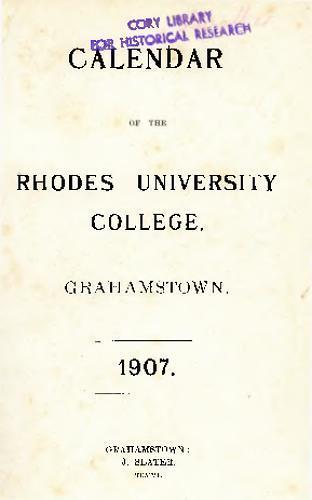 CORY LIBRARY
FOR HISTORICAL RESEARCH
CALENDAR
OF THE
RHODES UNIVERSITY
COLLEGE,
GRAHAMSTOWN.
1907.
GRAHAMSTOWN:
J. SLATER.